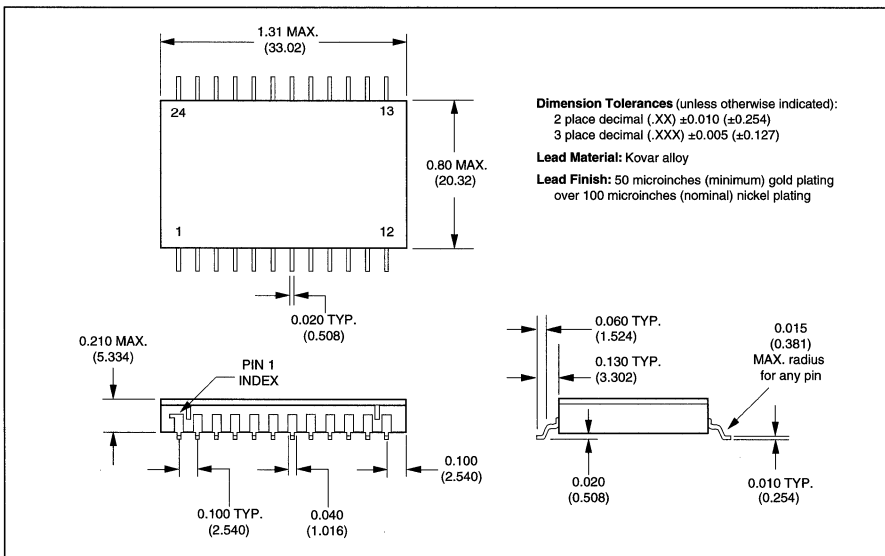 1.31 MAX.
(33.02)
24
13
1
12
0.80 MAX.
(20.32)
Dimension Tolerances (unless otherwise indicated):
2 place decimal (.XX) ±0.010 (±0.254)
3 place decimal (.XXX) ±0.005 (±0.127)
Lead Material: Kovar alloy
Lead Finish: 50 microinches (minimum) gold plating
over 100 microinches (nominal) nickel plating
0.020 TYP.
(0.508)
0.210 MAX.
(5.334)
PIN 1
INDEX
0.100 TYP.
(2.540)
0.040
(1.016)
0.100
(2.540)
0.060 TYP.
(1.524)
0.130 TYP.
(3.302)
0.015
(0.381)
MAX. radius
for any pin
0.020
(0.508)
0.010 TYP.
(0.254)